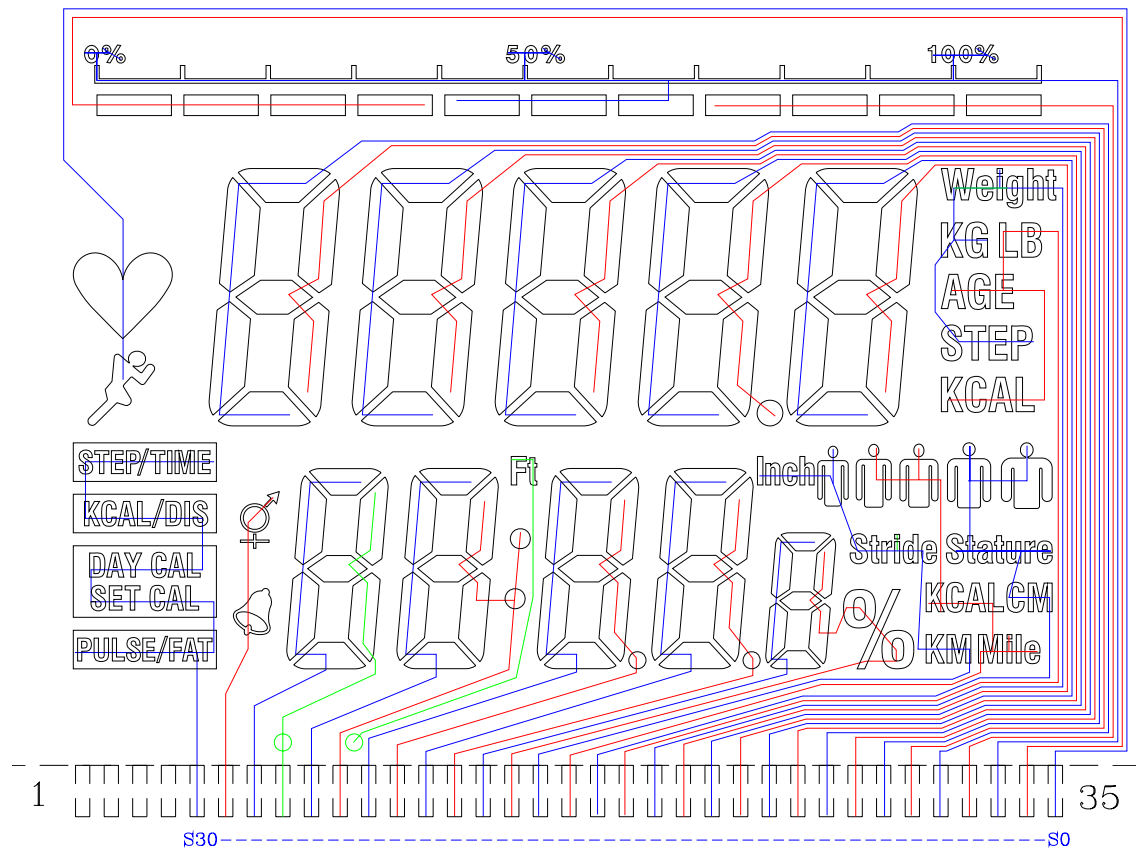 0% 50% 100%
Weight
KG LB
AGE
STEP
KCAL
STEP/TIME
KCAL/DIS
DAY CAL
SET CAL
PULSE/FAT
Ft
Inch
Stride Stature
KCAL CM
% KM Mile
1 35
S30 S0